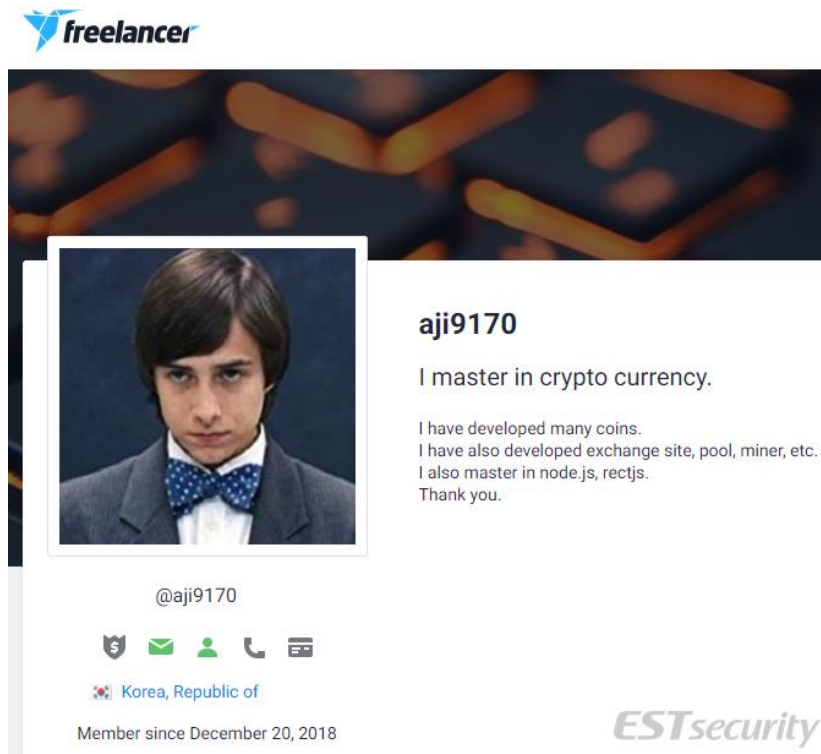 freelancer
aji9170
I master in crypto currency.
I have developed many coins.
I have also developed exchange site, pool, miner, etc.
I also master in node.js, rectjs.
Thank you.
@aji9170
Korea, Republic of
Member since December 20, 2018
ESTsecurity